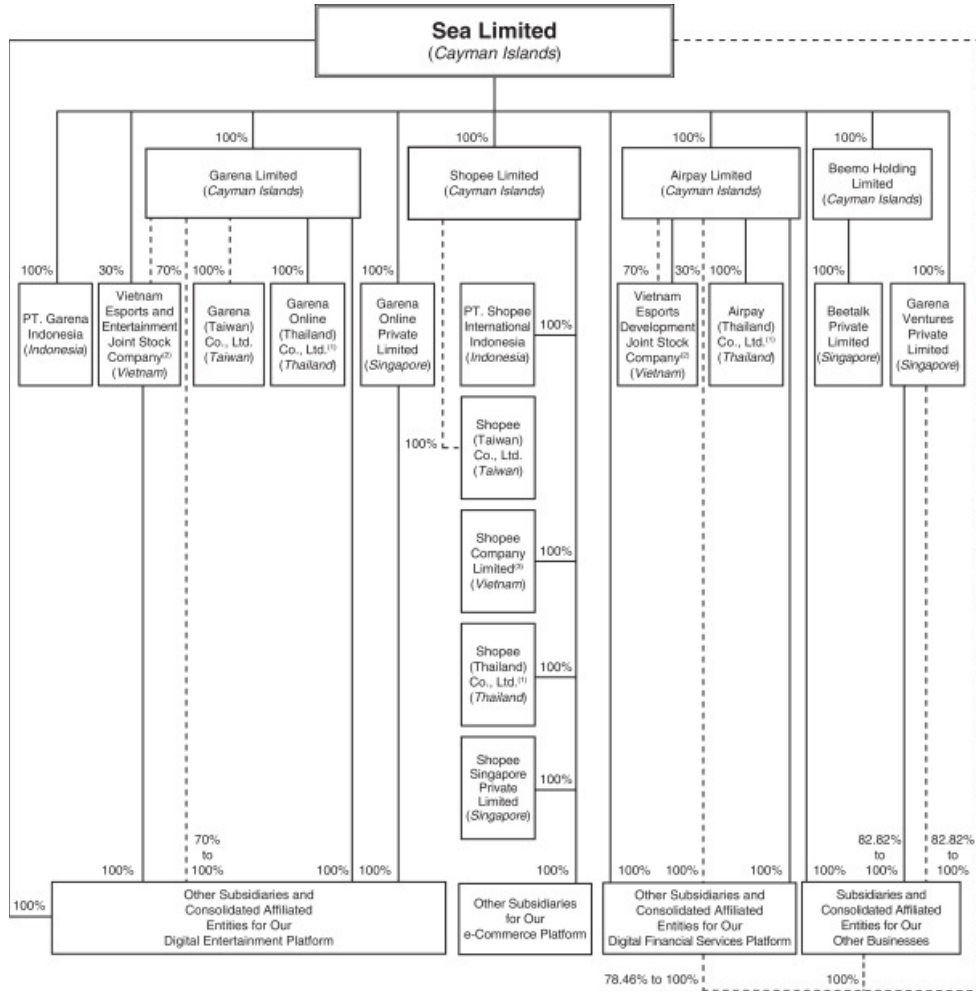 Sea Limited
(Cayman Islands)
100%
100%
100%
100%
Garena Limited
(Cayman Islands)
Shopee Limited
(Cayman Islands)
Airpay Limited
(Cayman Islands)
Beemo Holding
Limited
(Cayman Islands)
100%
30%
70%
100%
100%
100%
70%
30%
100%
100%
100%
PT. Garena
Indonesia
(Indonesia)
Vietnam
Esports and
Entertainment
Joint Stock
Company(2)
(Vietnam)
Garena
(Taiwan)
Co., Ltd.
(Taiwan)
Garena
Online
(Thailand)
Co., Ltd.(1)
(Thailand)
Garena
Online
Private
Limited
(Singapore)
PT. Shopee
International
Indonesia
(Indonesia)
100%
Vietnam
Esports
Development
Joint Stock
Company(2)
(Vietnam)
Airpay
(Thailand)
Co., Ltd.(1)
(Thailand)
Beetalk
Private
Limited
(Singapore)
Garena
Ventures
Private
Limited
(Singapore)
100%
Shopee
(Taiwan)
Co., Ltd.
(Taiwan)
Shopee
Company
Limited(3)
(Vietnam)
100%
Shopee
(Thailand)
Co., Ltd.(1)
(Thailand)
100%
Shopee
Singapore
Private
Limited
(Singapore)
100%
100%
70%
to
100%
100%
100%
100%
100%
100%
100%
100%
82.82%
to
100%
82.82%
to
100%
100%
Other Subsidiaries and
Consolidated Affiliated
Entities for Our
Digital Entertainment Platform
Other Subsidiaries
for Our
e-Commerce Platform
Other Subsidiaries and
Consolidated Affiliated
Entities for Our
Digital Financial Services Platform
Subsidiaries and
Consolidated Affiliated
Entities for Our
Other Businesses
78.46% to 100%
100%